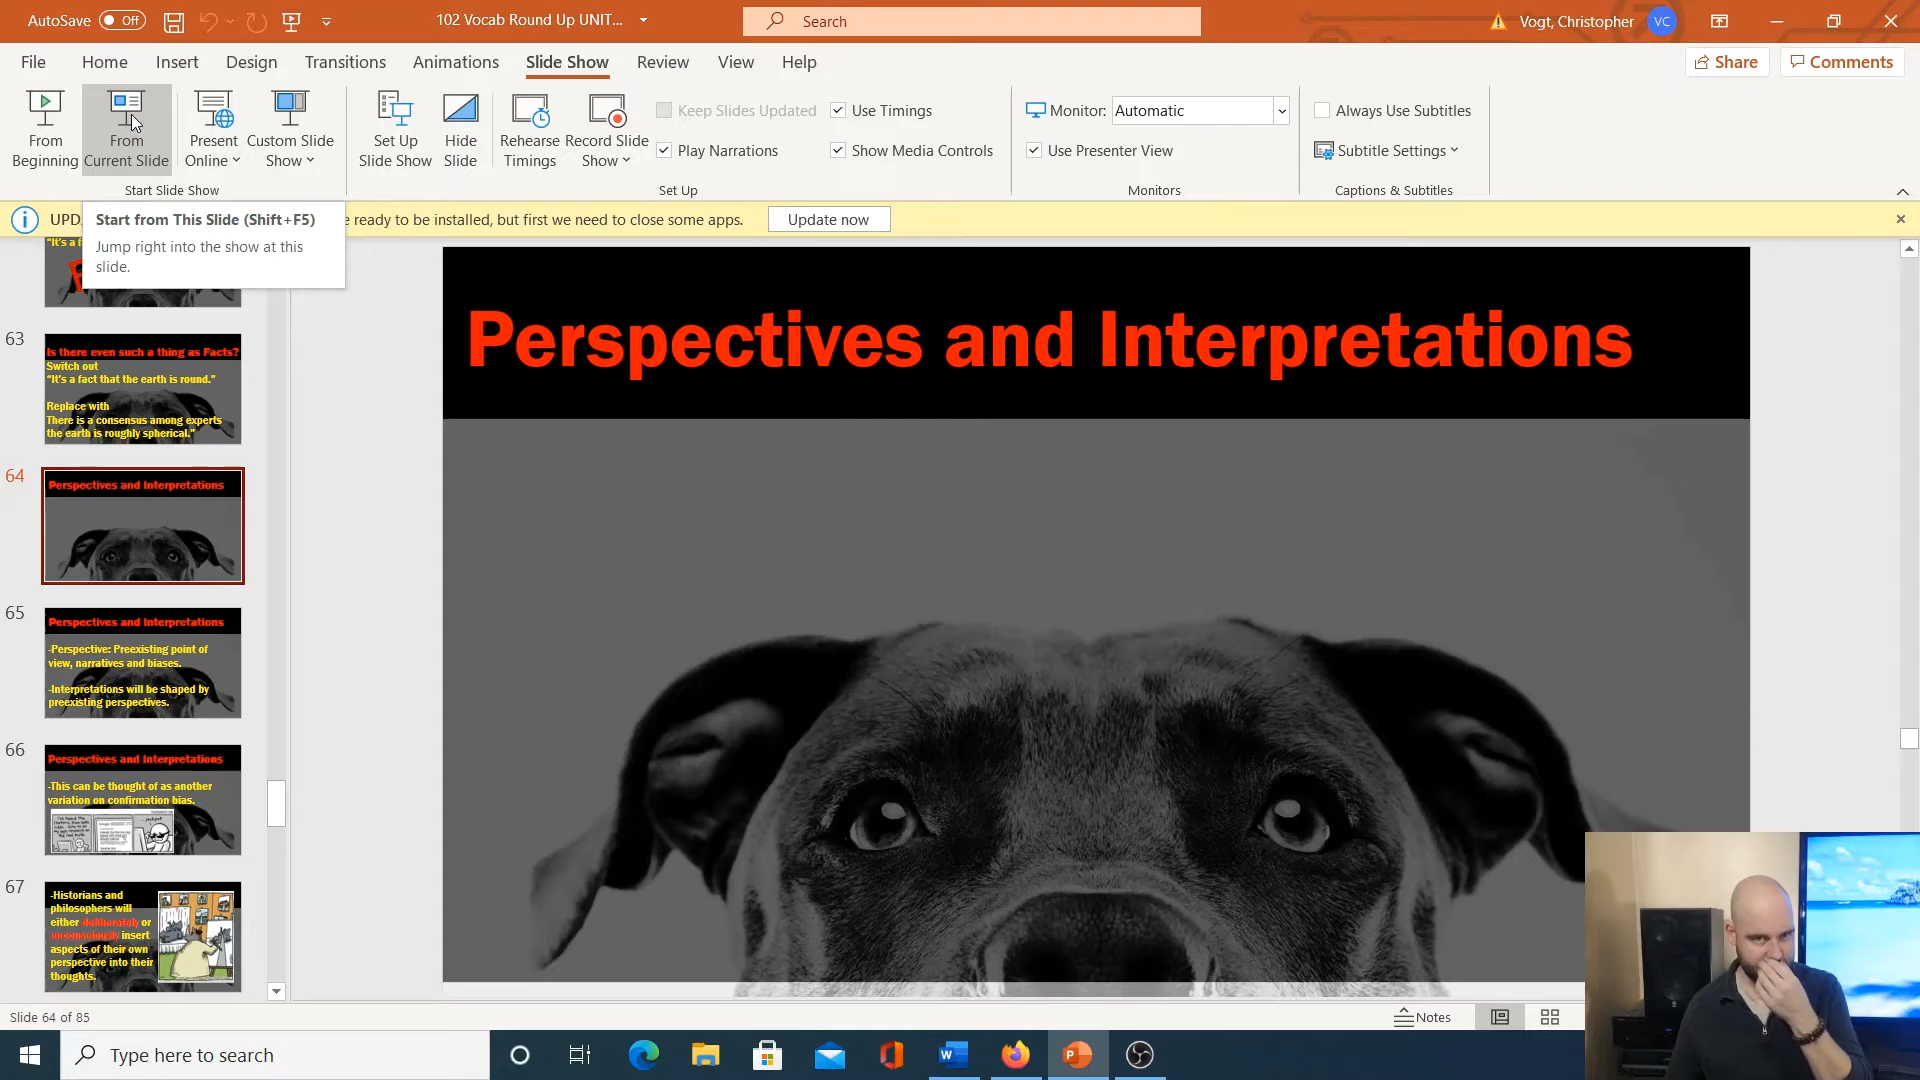 AutoSave Off
102 Vocab Round Up UNIT...
Search
Vogt, Christopher VC
File Home Insert Design Transitions Animations Slide Show Review View Help Share Comments
From Beginning
From Current Slide
Present Online
Custom Slide Show
Start Slide Show
Set Up Slide Show
Hide Slide
Rehearse Timings
Record Slide Show
Keep Slides Updated
Play Narrations
Use Timings
Show Media Controls
Set Up
Monitor: Automatic
Use Presenter View
Monitors
Always Use Subtitles
Subtitle Settings
Captions & Subtitles
UPD
ready to be installed, but first we need to close some apps. Update now
Start from This Slide (Shift+F5)
Jump right into the show at this
slide.
63
Is there even such a thing as Facts?
Switch out
"It's a fact that the earth is round."
Replace with
There is a consensus among experts
the earth is roughly spherical."
64
Perspectives and Interpretations
65
Perspectives and Interpretations
-Perspective: Preexisting point of
view, narratives and biases.
-Interpretations will be shaped by
preexisting perspectives.
66
Perspectives and Interpretations
-This can be thought of as another
variation on confirmation bias.
67
-Historians and
philosophers will
either deliberately or
unconsciously insert
aspects of their own
perspective into their
thoughts.
Perspectives and Interpretations
Slide 64 of 85
Notes
Type here to search